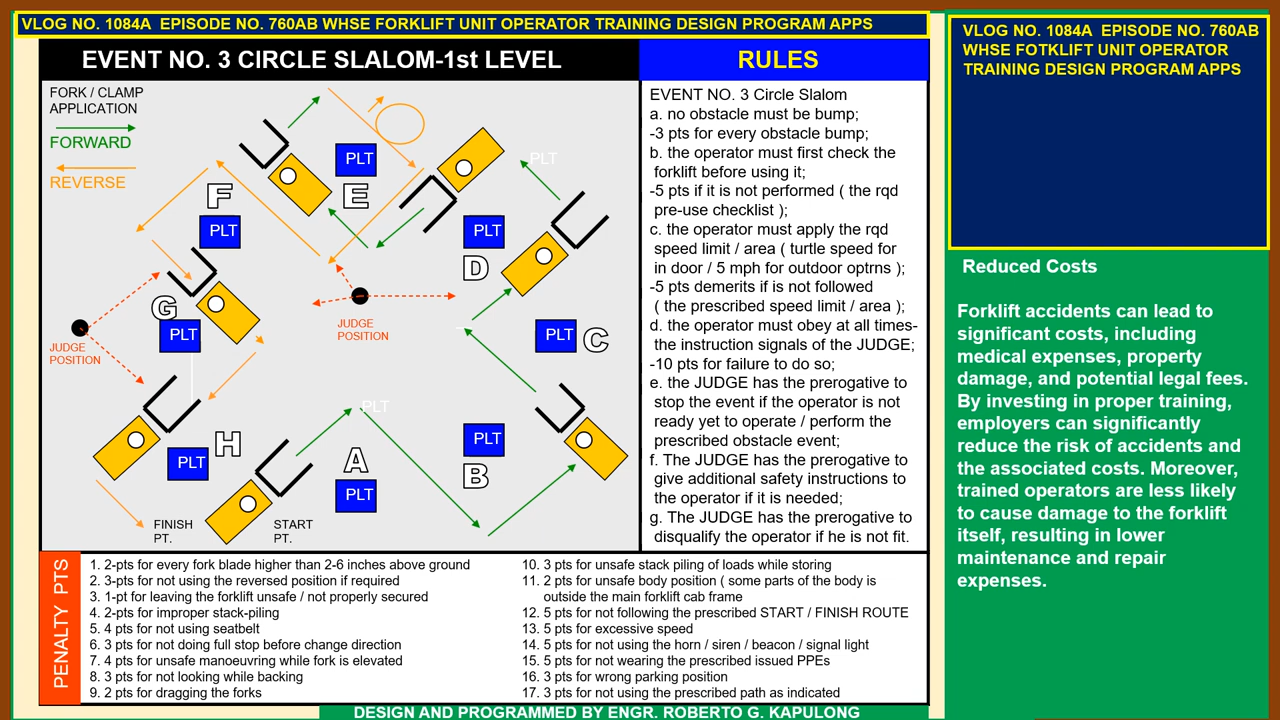 VLOG NO. 1084A  EPISODE NO. 760AB WHSE FORKLIFT UNIT OPERATOR TRAINING DESIGN PROGRAM APPS
EVENT NO. 3 CIRCLE SLALOM-1st LEVEL
FORK / CLAMP
APPLICATION
FORWARD
REVERSE
PLT
PLT
F
E
PLT
PLT
D
G
PLT
PLT
C
JUDGE
POSITION
JUDGE
POSITION
PLT
H
PLT
A
PLT
B
PLT
FINISH
PT.
START
PT.
RULES
EVENT NO. 3 Circle Slalom
a. no obstacle must be bump;
-3 pts for every obstacle bump;
b. the operator must first check the
forklift before using it;
-5 pts if it is not performed ( the rqd
pre-use checklist );
c. the operator must apply the rqd
speed limit / area ( turtle speed for
in door / 5 mph for outdoor optrns );
-5 pts demerits if is not followed
( the prescribed speed limit / area );
d. the operator must obey at all times-
the instruction signals of the JUDGE;
-10 pts for failure to do so;
e. the JUDGE has the prerogative to
stop the event if the operator is not
ready yet to operate / perform the
prescribed obstacle event;
f. The JUDGE has the prerogative to
give additional safety instructions to
the operator if it is needed;
g. The JUDGE has the prerogative to
disqualify the operator if he is not fit.
PENALTY PTS
1. 2-pts for every fork blade higher than 2-6 inches above ground
2. 3-pts for not using the reversed position if required
3. 1-pt for leaving the forklift unsafe / not properly secured
4. 2-pts for improper stack-piling
5. 4 pts for not using seatbelt
6. 3 pts for not doing full stop before change direction
7. 4 pts for unsafe manoeuvring while fork is elevated
8. 3 pts for not looking while backing
9. 2 pts for dragging the forks
10. 3 pts for unsafe stack piling of loads while storing
11. 2 pts for unsafe body position ( some parts of the body is
outside the main forklift cab frame
12. 5 pts for not following the prescribed START / FINISH ROUTE
13. 5 pts for excessive speed
14. 5 pts for not using the horn / siren / beacon / signal light
15. 5 pts for not wearing the prescribed issued PPEs
16. 3 pts for wrong parking position
17. 3 pts for not using the prescribed path as indicated
DESIGN AND PROGRAMMED BY ENGR. ROBERTO G. KAPULONG
VLOG NO. 1084A  EPISODE NO. 760AB
WHSE FOTKLIFT UNIT OPERATOR
TRAINING DESIGN PROGRAM APPS
Reduced Costs
Forklift accidents can lead to
significant costs, including
medical expenses, property
damage, and potential legal fees.
By investing in proper training,
employers can significantly
reduce the risk of accidents and
the associated costs. Moreover,
trained operators are less likely
to cause damage to the forklift
itself, resulting in lower
maintenance and repair
expenses.